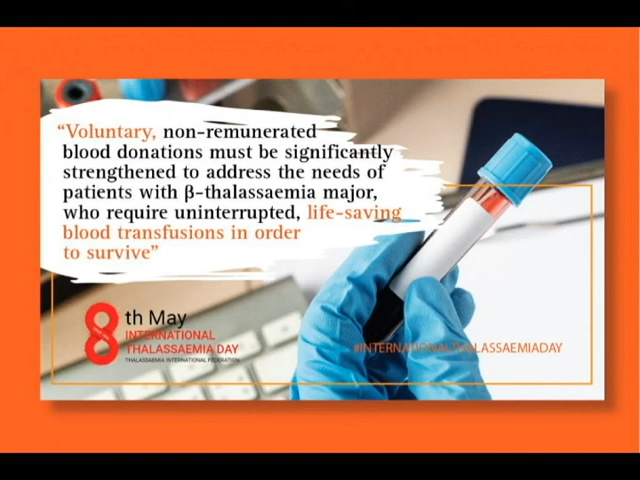 “Voluntary, non-remunerated
blood donations must be significantly
strengthened to address the needs of
patients with β-thalassaemia major,
who require uninterrupted, life-saving
blood transfusions in order
to survive”
8th May
INTERNATIONAL
THALASSAEMIA DAY
THALASSAEMIA INTERNATIONAL FEDERATION
#INTERNATIONALTHALASSAEMIADAY